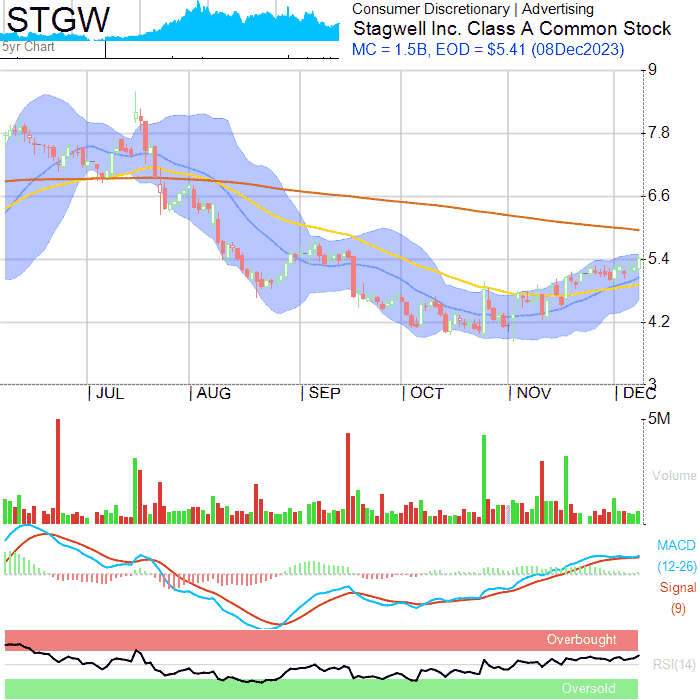 STGW
5yr Chart
Consumer Discretionary | Advertising
Stagwell Inc. Class A Common Stock
MC = 1.5B, EOD = $5.41 (08Dec2023)
9
7.8
6.6
5.4
4.2
3
JUL AUG SEP OCT NOV DEC
5M
Volume
MACD
(12-26)
Signal
(9)
Overbought
RSI(14)
Oversold